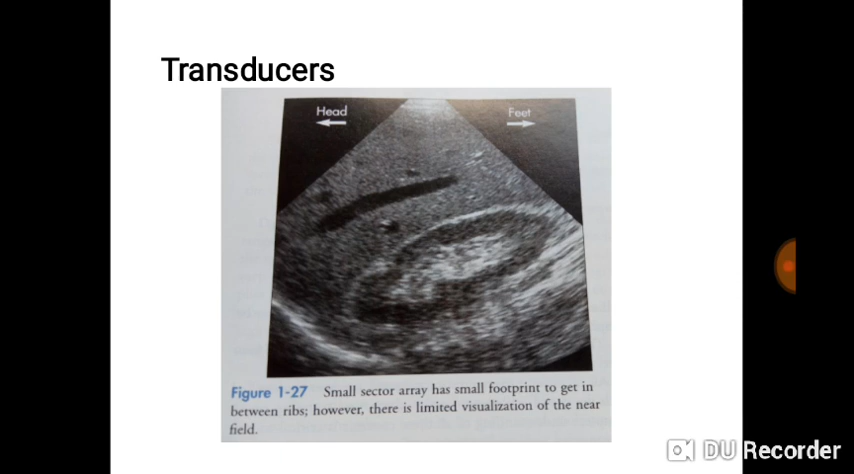 Transducers
Head
Feet
Figure 1-27 Small sector array has small footprint to get in
between ribs; however, there is limited visualization of the near
field.
DU Recorder